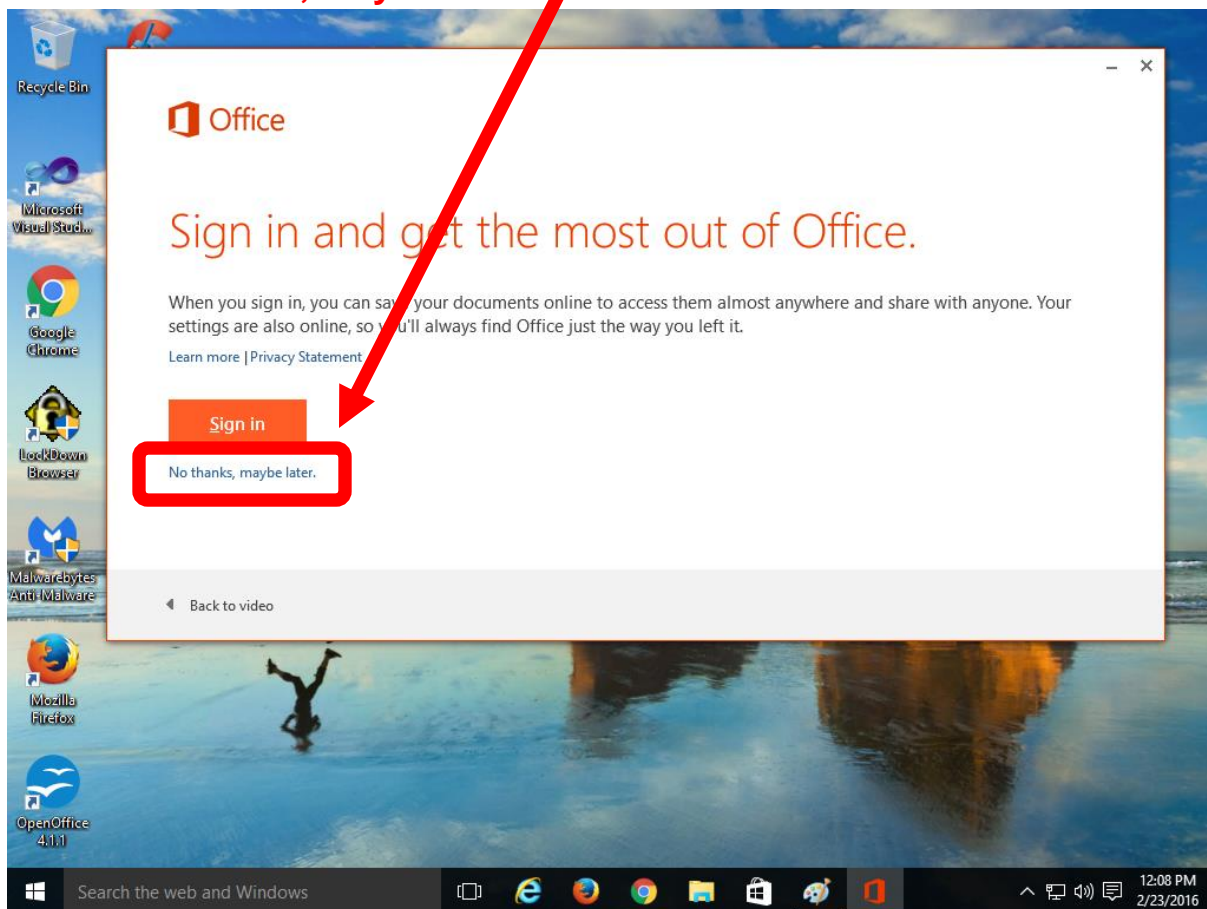 Recycle Bin
Office
Microsoft
Visual Stud...
Sign in and get the most out of Office.
Google
Chrome
When you sign in, you can save your documents online to access them almost anywhere and share with anyone. Your
settings are also online, so you'll always find Office just the way you left it.
Learn more | Privacy Statement
Sign in
LockDown
Browser
No thanks, maybe later.
Malwarebytes
Anti-Malware
Back to video
Mozilla
Firefox
OpenOffice
4.1.1
Search the web and Windows
12:08 PM
2/23/2016